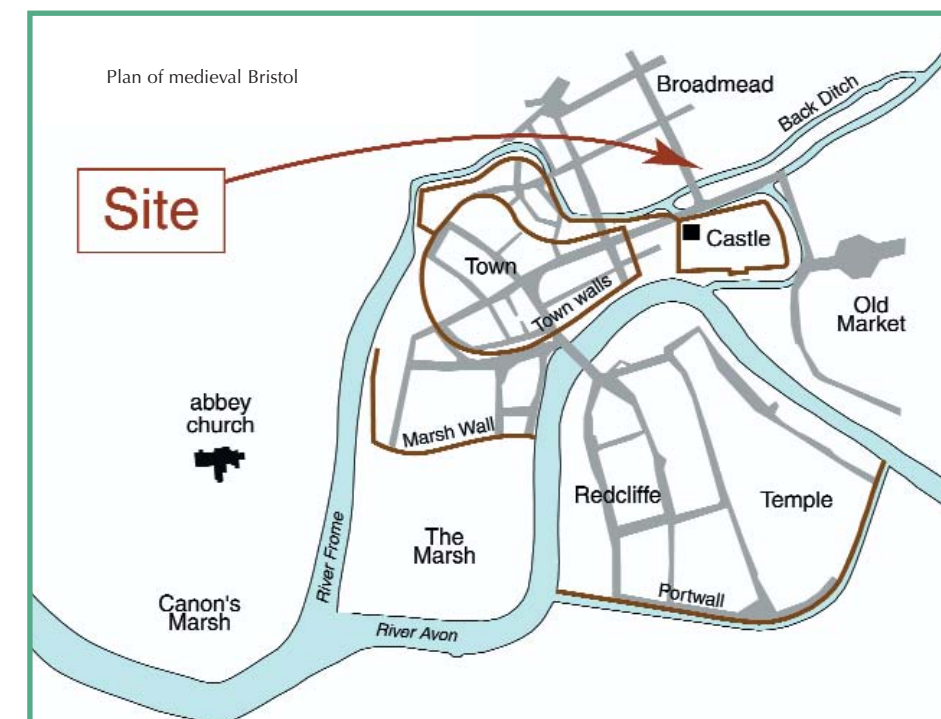 Plan of medieval Bristol
Broadmead
Back Ditch
Site
Castle
Town
Town walls
Old
Market
abbey
church
Marsh Wall
Redcliffe
Temple
The
Marsh
River Frome
Canon's
Marsh
Portwall
River Avon